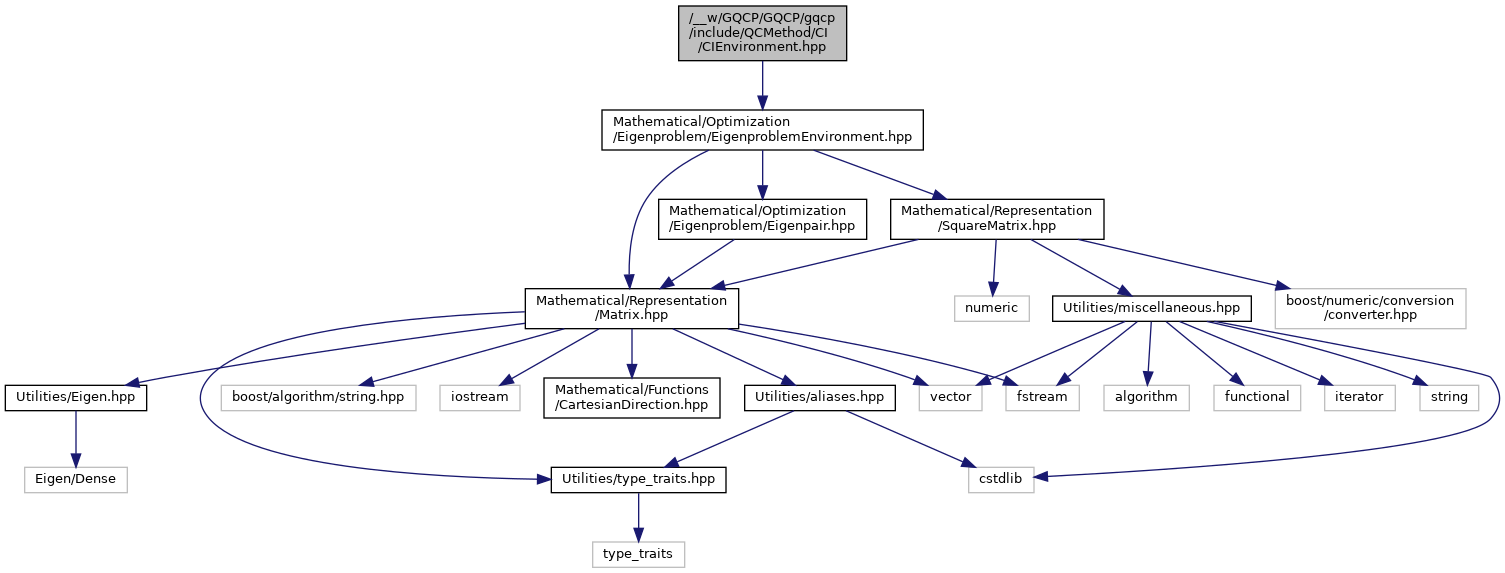 /__w/GQCP/GQCP/gqcp
/include/QCMethod/CI
/CIEnvironment.hpp
Mathematical/Optimization
/Eigenproblem/EigenproblemEnvironment.hpp
Mathematical/Optimization
/Eigenproblem/Eigenpair.hpp
Mathematical/Representation
/SquareMatrix.hpp
Mathematical/Representation
/Matrix.hpp
numeric
Utilities/miscellaneous.hpp
boost/numeric/conversion
/converter.hpp
Utilities/Eigen.hpp
boost/algorithm/string.hpp
iostream
Mathematical/Functions
/CartesianDirection.hpp
Utilities/aliases.hpp
vector
fstream
algorithm
functional
iterator
string
Eigen/Dense
Utilities/type_traits.hpp
cstdlib
type_traits